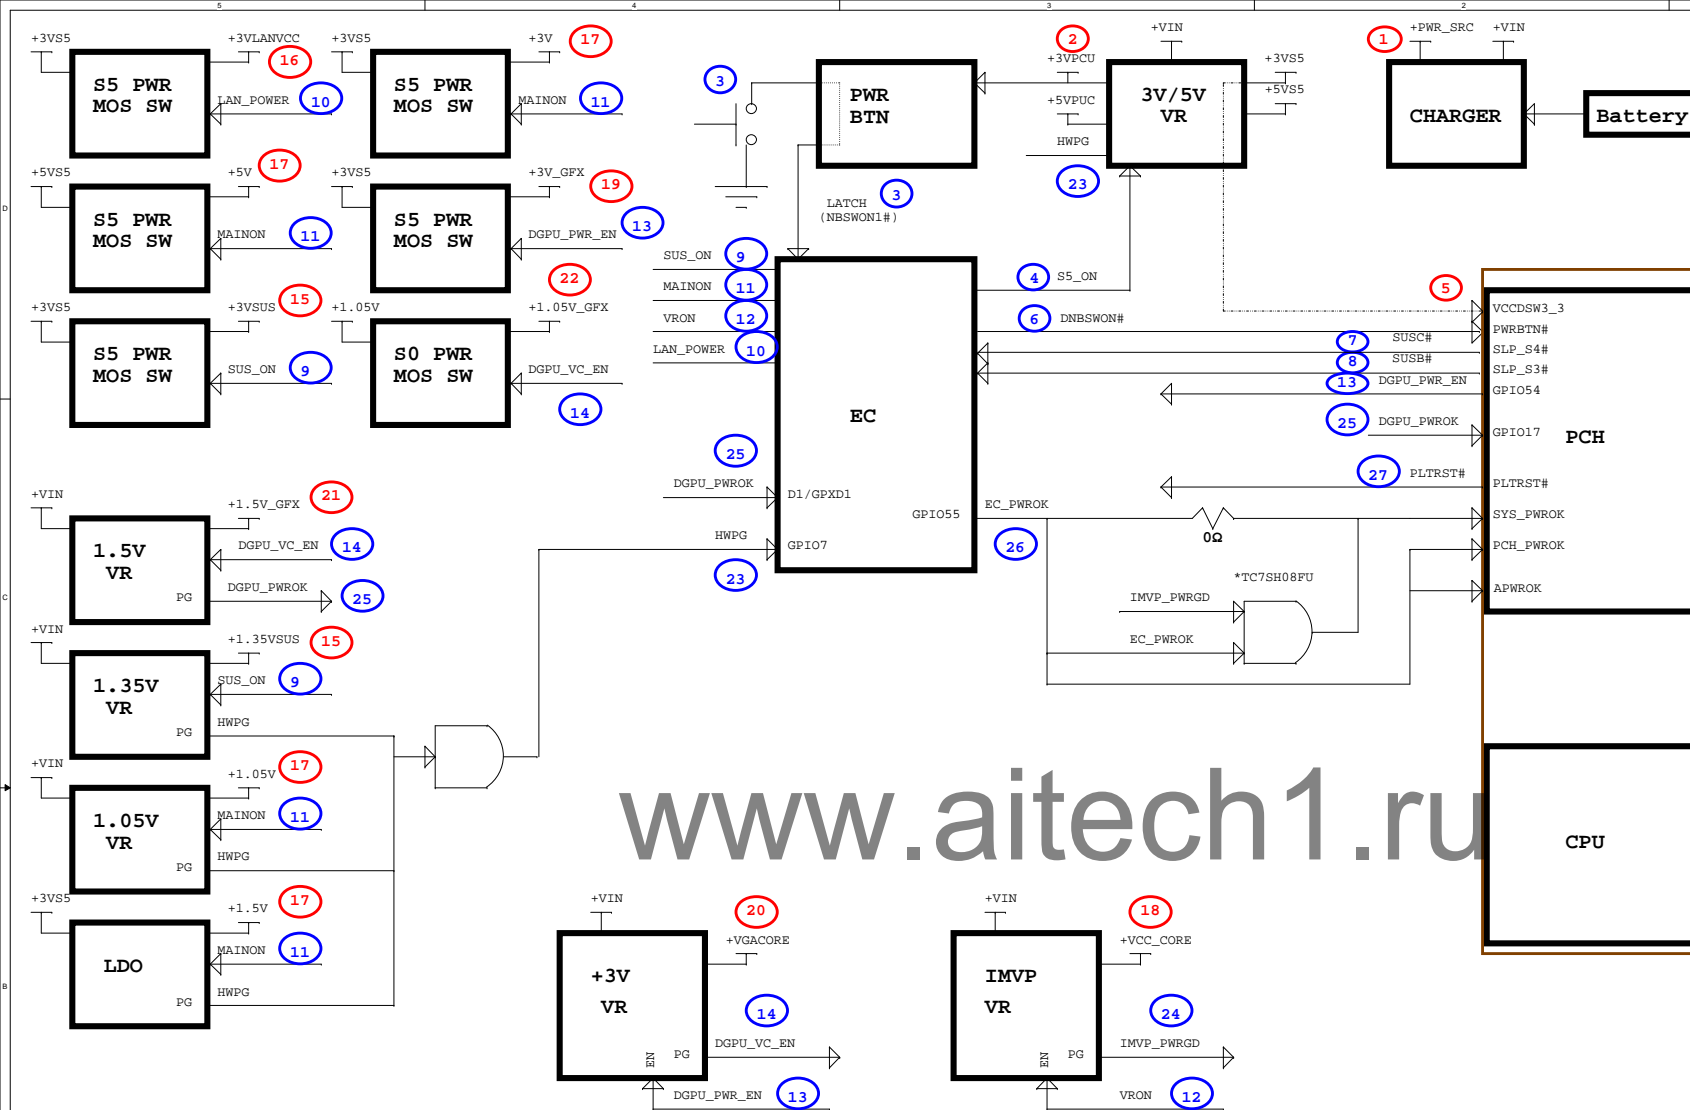 5 4 3 2
+3VS5 +3VLANVCC 16
S5 PWR
MOS SW
LAN_POWER 10
+3VS5 +3V 17
S5 PWR
MOS SW
MAINON 11
3
PWR
BTN
2
+3VPCU
+5VPUC
HWPG
23
+VIN
3V/5V
VR
+3VS5
+5VS5
1 +PWR_SRC +VIN
CHARGER
Battery
+5VS5 +5V 17
S5 PWR
MOS SW
MAINON 11
+3VS5 +3V_GFX 19
S5 PWR
MOS SW
13
DGPU_PWR_EN
3
LATCH
(NBSWON1#)
D
+3VS5 +3VSUS 15
S5 PWR
MOS SW
SUS_ON 9
+1.05V +1.05V_GFX 22
S0 PWR
MOS SW
DGPU_VC_EN
14
SUS_ON 9
MAINON 11
VRON 12
LAN_POWER 10
EC
4 S5_ON
6 DNBSWON#
7 SUSC#
8 SUSB#
13 DGPU_PWR_EN
25 DGPU_PWROK
27 PLTRST#
5
VCCDSW3_3
PWRBTN#
SLP_S4#
SLP_S3#
GPIO54
GPIO17
PCH
PLTRST#
SYS_PWROK
PCH_PWROK
APWROK
25
DGPU_PWROK D1/GPXD1
HWPG GPIO7
23
GPIO55 EC_PWROK
26
0Ω
*TC7SH08FU
IMVP_PWRGD
EC_PWROK
+VIN +1.5V_GFX 21
1.5V
VR
DGPU_VC_EN 14
PG DGPU_PWROK 25
C
+VIN +1.35VSUS 15
1.35V
VR
SUS_ON 9
PG HWPG
+VIN +1.05V 17
1.05V
VR
MAINON 11
PG HWPG
+3VS5 +1.5V 17
LDO
MAINON 11
PG HWPG
B
www.aitech1.ru
CPU
+VIN 20
+VGACORE
+3V
VR
14
EN PG DGPU_VC_EN
DGPU_PWR_EN 13
+VIN 18
+VCC_CORE
IMVP
VR
24
EN PG IMVP_PWRGD
VRON 12